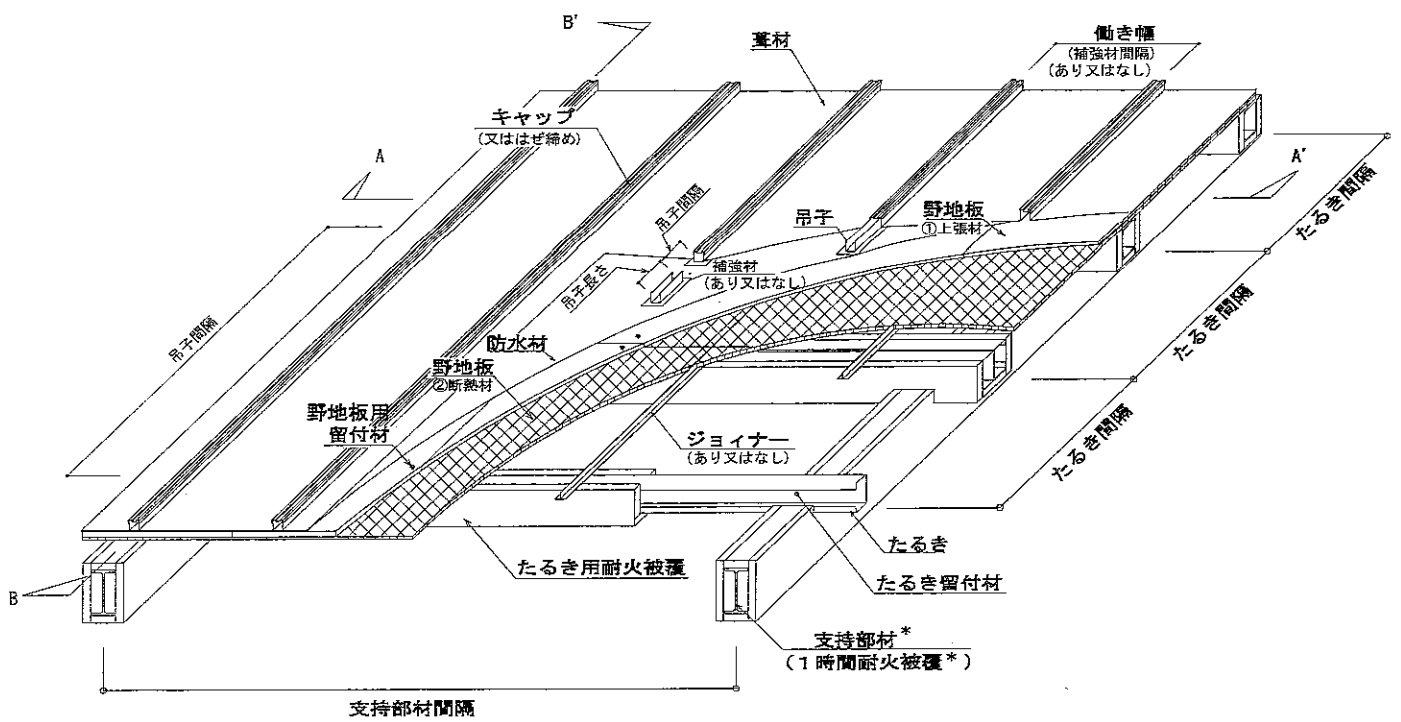 B'
葺材
働き幅
(補強材間隔)
(あり又はなし)
キャップ
(又ははぜ締め)
A
A'
吊子間隔
吊子
野地板
①上張材
たるき間隔
吊子長さ
補強材
(あり又はなし)
吊子間隔
防水材
野地板
②断熱材
たるき間隔
野地板用
留付材
ジョイナー
(あり又はなし)
たるき間隔
たるき
たるき用耐火被覆
たるき留付材
B
支持部材*
(1時間耐火被覆*)
支持部材間隔